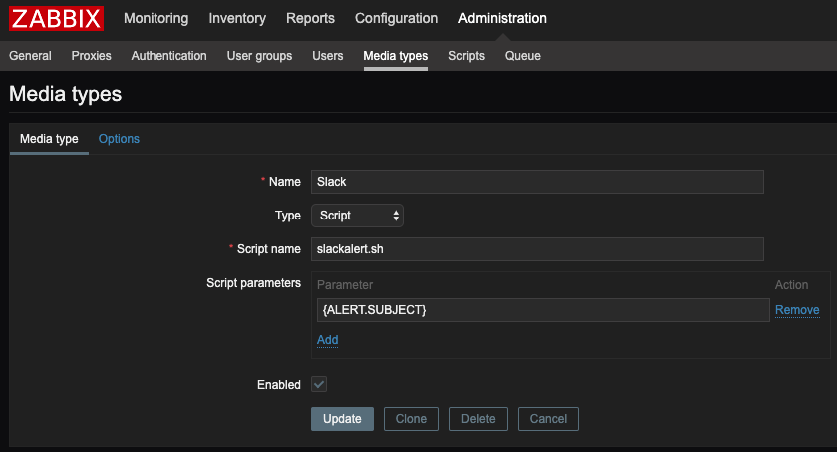 ZABBIX Monitoring Inventory Reports Configuration Administration
General Proxies Authentication User groups Users Media types Scripts Queue
Media types
Media type Options
* Name Slack
Type Script
* Script name slackalert.sh
Script parameters Parameter Action
{ALERT.SUBJECT} Remove
Add
Enabled
Update Clone Delete Cancel